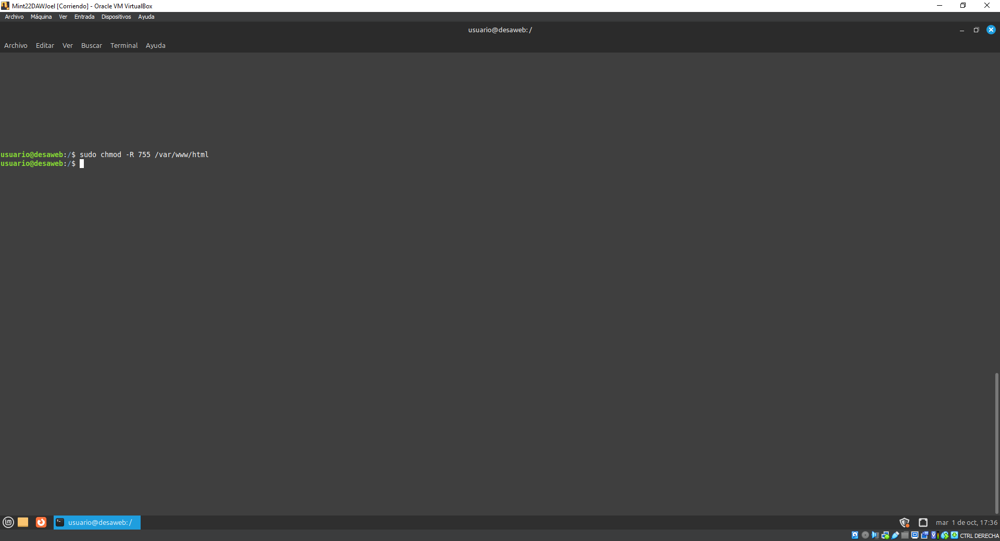 Mint22DAWJoel [Corriendo] - Oracle VM VirtualBox
Archivo Máquina Ver Entrada Dispositivos Ayuda
usuario@desaweb: /
Archivo Editar Ver Buscar Terminal Ayuda
usuario@desaweb:/$ sudo chmod -R 755 /var/www/html
usuario@desaweb:/$
usuario@desaweb: /
mar 1 de oct, 17:36
CTRL DERECHA